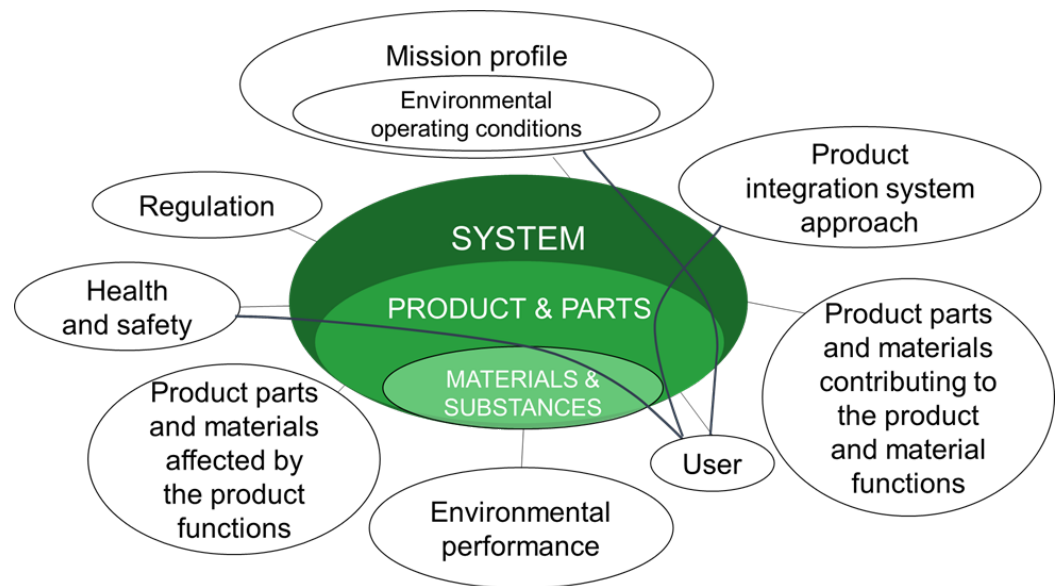 Mission profile
Environmental
operating conditions
Product
integration system
approach
Regulation
SYSTEM
Health
and safety
PRODUCT & PARTS
Product parts
and materials
contributing to
the product
and material
functions
MATERIALS &
SUBSTANCES
Product parts
and materials
affected by
the product
functions
User
Environmental
performance